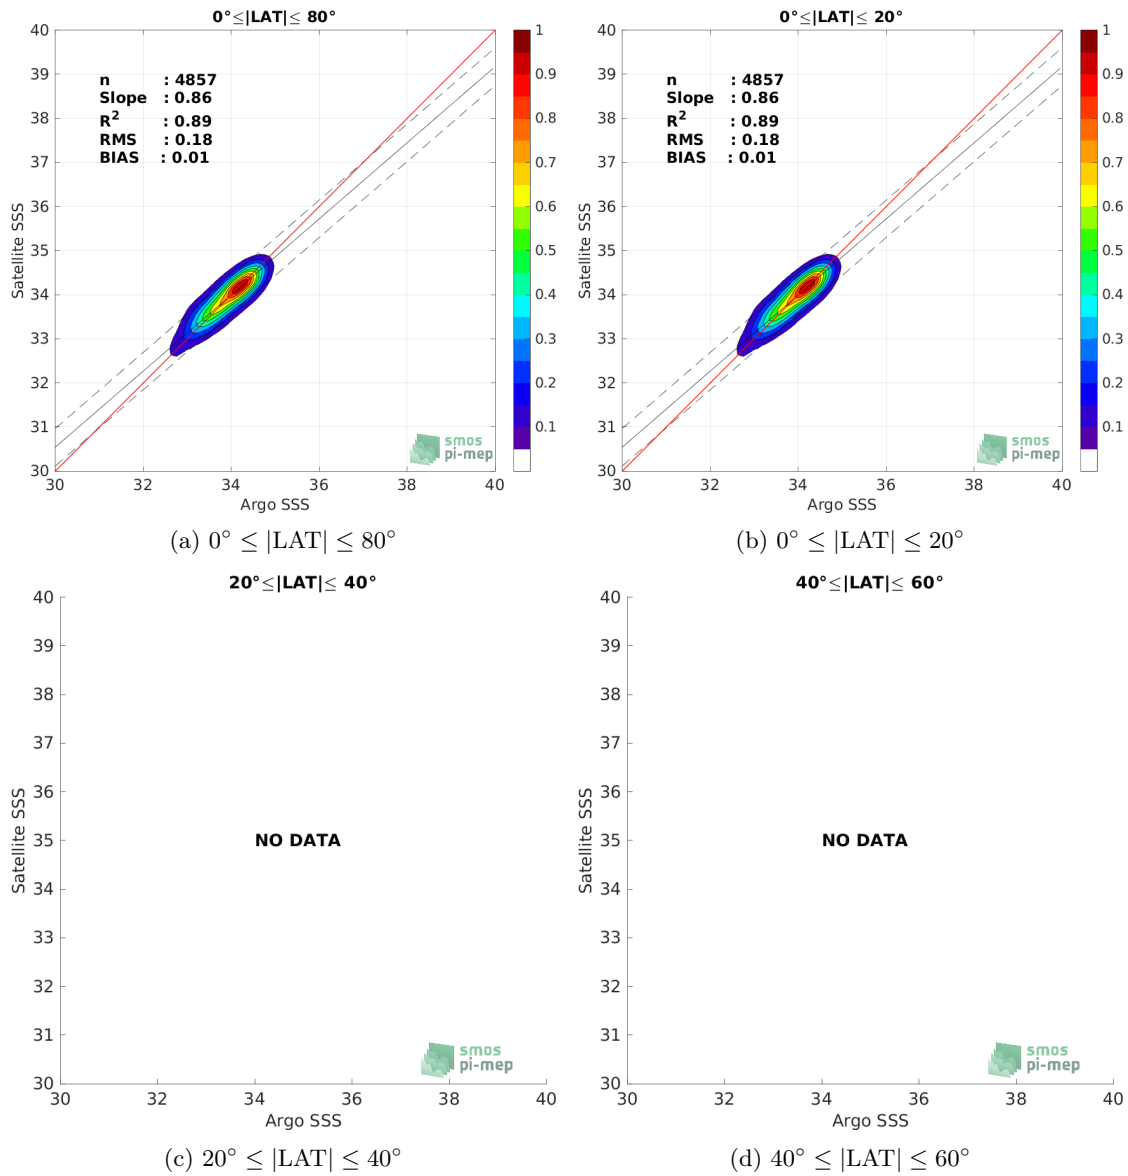 0°≤|LAT|≤ 80°
40
39
38
37
36
35
34
33
32
31
30
30
32
34
36
38
40
Satellite SSS
Argo SSS
n : 4857
Slope : 0.86
R² : 0.89
RMS : 0.18
BIAS : 0.01
1
0.9
0.8
0.7
0.6
0.5
0.4
0.3
0.2
0.1
smos
pi-mep
(a) 0° ≤ |LAT| ≤ 80°
0°≤|LAT|≤ 20°
40
39
38
37
36
35
34
33
32
31
30
30
32
34
36
38
40
Satellite SSS
Argo SSS
n : 4857
Slope : 0.86
R² : 0.89
RMS : 0.18
BIAS : 0.01
1
0.9
0.8
0.7
0.6
0.5
0.4
0.3
0.2
0.1
smos
pi-mep
(b) 0° ≤ |LAT| ≤ 20°
20°≤|LAT|≤ 40°
40
39
38
37
36
35
34
33
32
31
30
30
32
34
36
38
40
Satellite SSS
Argo SSS
NO DATA
smos
pi-mep
(c) 20° ≤ |LAT| ≤ 40°
40°≤|LAT|≤ 60°
40
39
38
37
36
35
34
33
32
31
30
30
32
34
36
38
40
Satellite SSS
Argo SSS
NO DATA
smos
pi-mep
(d) 40° ≤ |LAT| ≤ 60°